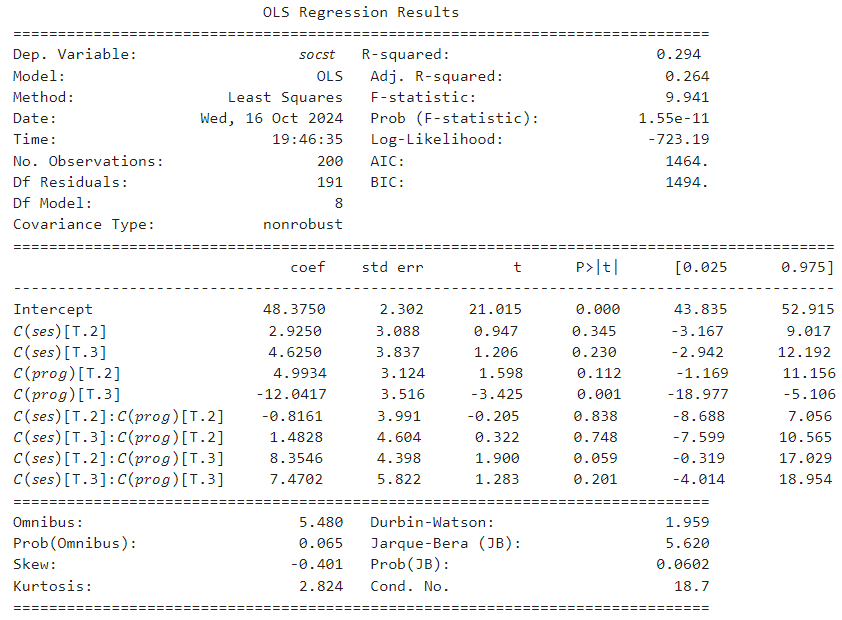 OLS Regression Results
==============================================================================
Dep. Variable:                  socst   R-squared:                       0.294
Model:                            OLS   Adj. R-squared:                  0.264
Method:                 Least Squares   F-statistic:                     9.941
Date:                Wed, 16 Oct 2024   Prob (F-statistic):           1.55e-11
Time:                        19:46:35   Log-Likelihood:                -723.19
No. Observations:                 200   AIC:                             1464.
Df Residuals:                     191   BIC:                             1494.
Df Model:                           8
Covariance Type:            nonrobust
============================================================================================
                               coef    std err          t      P>|t|      [0.025      0.975]
--------------------------------------------------------------------------------------------
Intercept                   48.3750      2.302     21.015      0.000      43.835      52.915
C(ses)[T.2]                  2.9250      3.088      0.947      0.345      -3.167       9.017
C(ses)[T.3]                  4.6250      3.837      1.206      0.230      -2.942      12.192
C(prog)[T.2]                 4.9934      3.124      1.598      0.112      -1.169      11.156
C(prog)[T.3]               -12.0417      3.516     -3.425      0.001     -18.977      -5.106
C(ses)[T.2]:C(prog)[T.2]    -0.8161      3.991     -0.205      0.838      -8.688       7.056
C(ses)[T.3]:C(prog)[T.2]     1.4828      4.604      0.322      0.748      -7.599      10.565
C(ses)[T.2]:C(prog)[T.3]     8.3546      4.398      1.900      0.059      -0.319      17.029
C(ses)[T.3]:C(prog)[T.3]     7.4702      5.822      1.283      0.201      -4.014      18.954
==============================================================================
Omnibus:                        5.480   Durbin-Watson:                   1.959
Prob(Omnibus):                  0.065   Jarque-Bera (JB):                5.620
Skew:                          -0.401   Prob(JB):                       0.0602
Kurtosis:                       2.824   Cond. No.                         18.7
==============================================================================